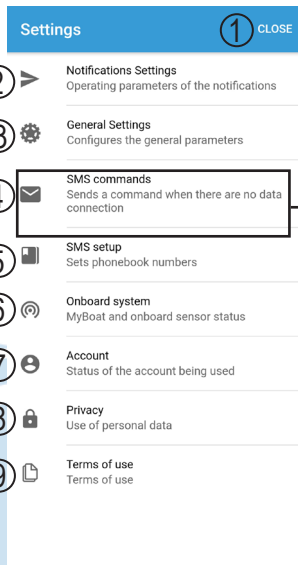 Settings
1 CLOSE
2 Notifications Settings
Operating parameters of the notifications
3 General Settings
Configures the general parameters
4 SMS commands
Sends a command when there are no data
connection
5 SMS setup
Sets phonebook numbers
6 Onboard system
MyBoat and onboard sensor status
7 Account
Status of the account being used
8 Privacy
Use of personal data
9 Terms of use
Terms of use